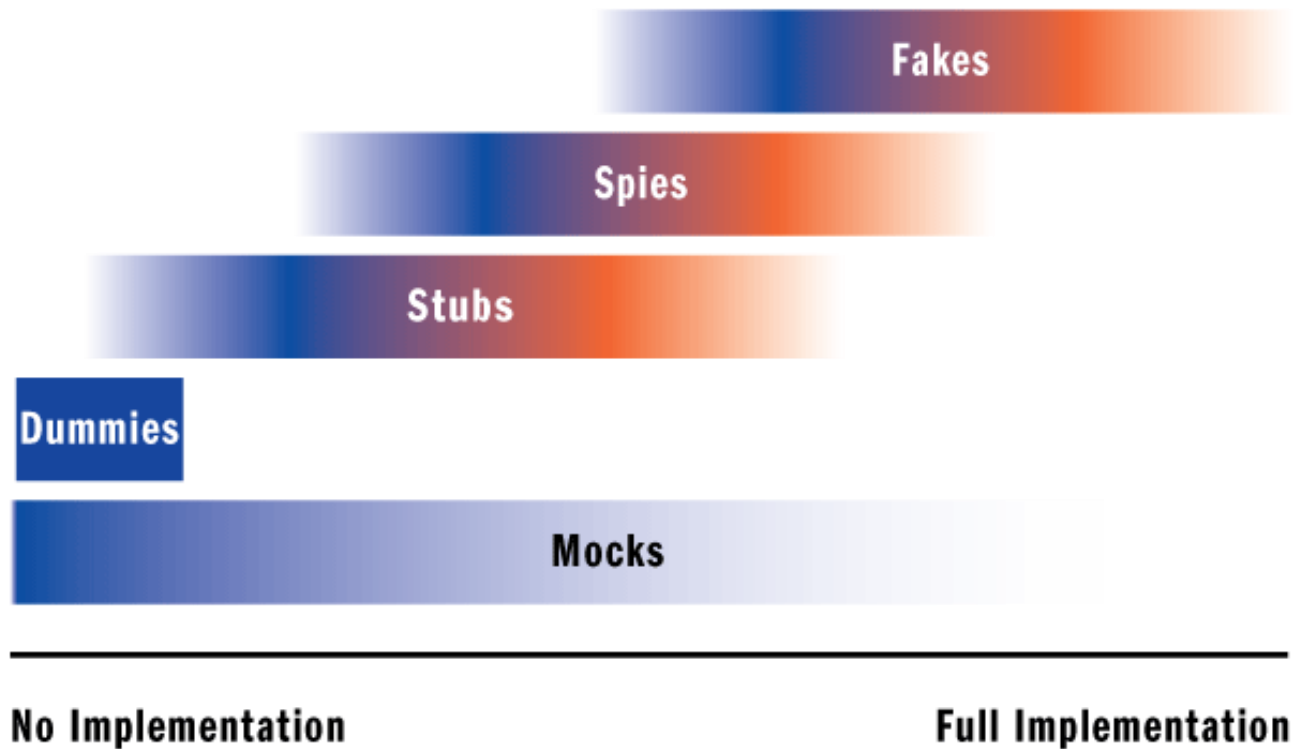 Fakes
Spies
Stubs
Dummies
Mocks
No Implementation
Full Implementation